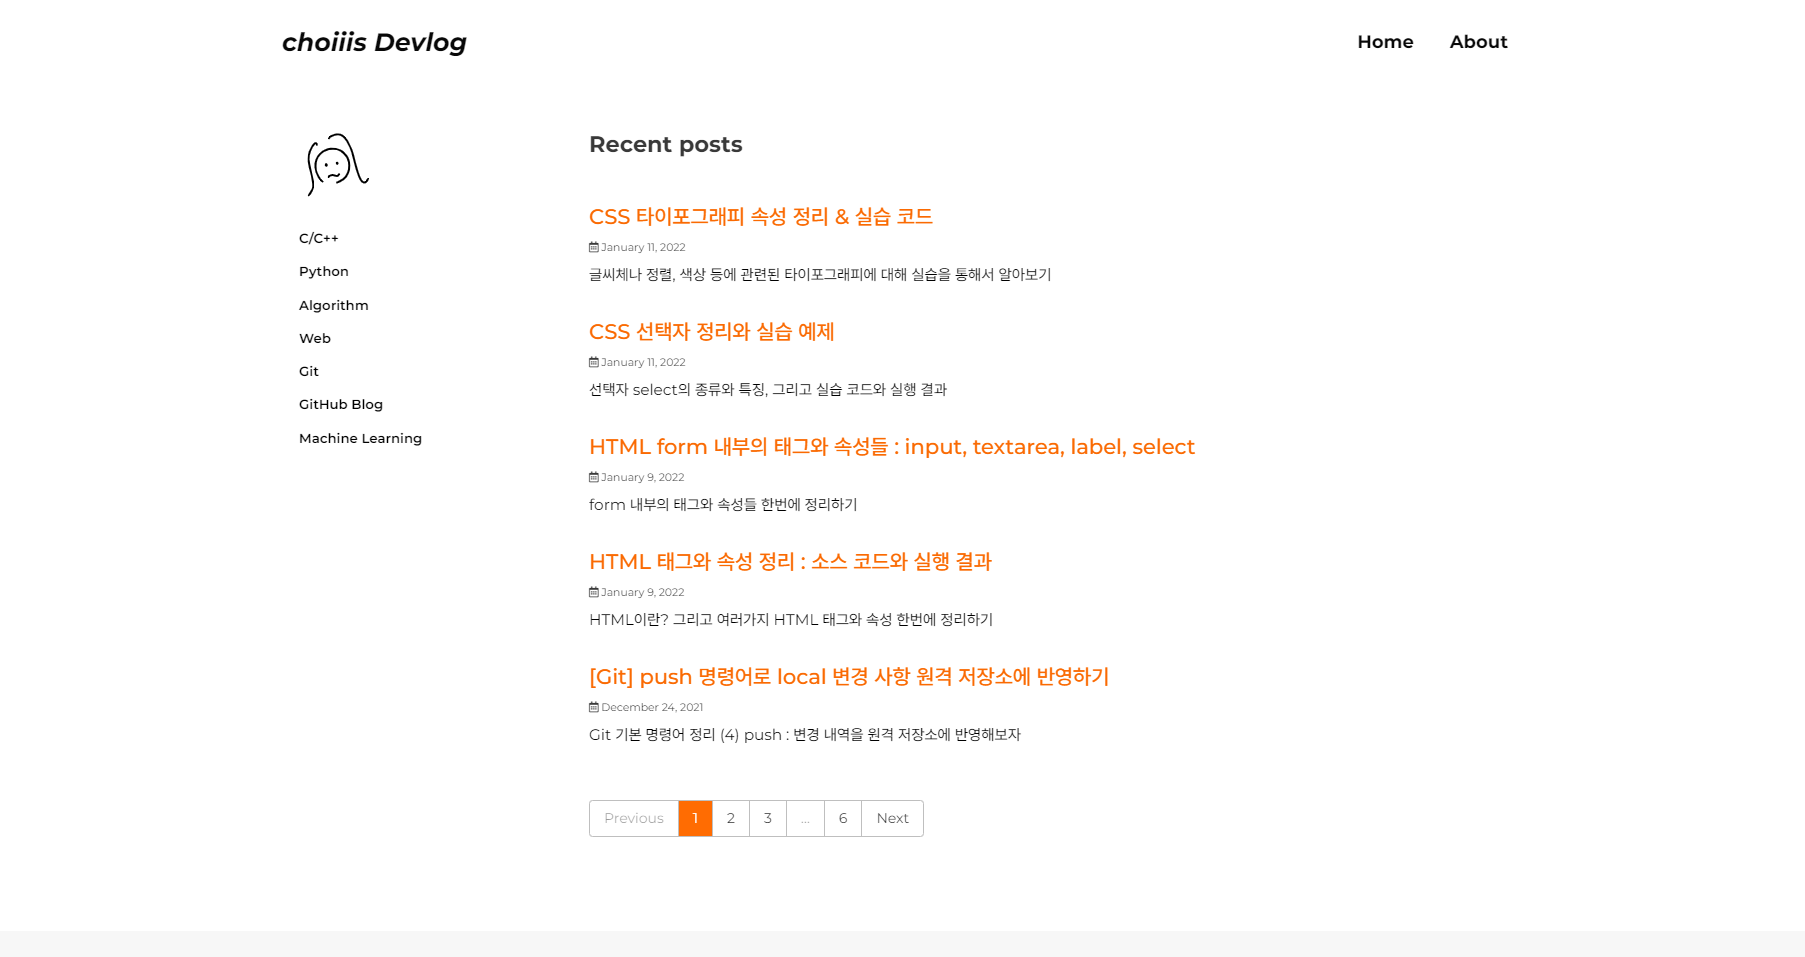 choiiis Devlog
Home
About
C/C++
Python
Algorithm
Web
Git
GitHub Blog
Machine Learning
Recent posts
CSS 타이포그래피 속성 정리 & 실습 코드
January 11, 2022
글씨체나 정렬, 색상 등에 관련된 타이포그래피에 대해 실습을 통해서 알아보기
CSS 선택자 정리와 실습 예제
January 11, 2022
선택자 select의 종류와 특징, 그리고 실습 코드와 실행 결과
HTML form 내부의 태그와 속성들 : input, textarea, label, select
January 9, 2022
form 내부의 태그와 속성들 한번에 정리하기
HTML 태그와 속성 정리 : 소스 코드와 실행 결과
January 9, 2022
HTML이란? 그리고 여러가지 HTML 태그와 속성 한번에 정리하기
[Git] push 명령어로 local 변경 사항 원격 저장소에 반영하기
December 24, 2021
Git 기본 명령어 정리 (4) push : 변경 내역을 원격 저장소에 반영해보자
Previous 1 2 3 ... 6 Next